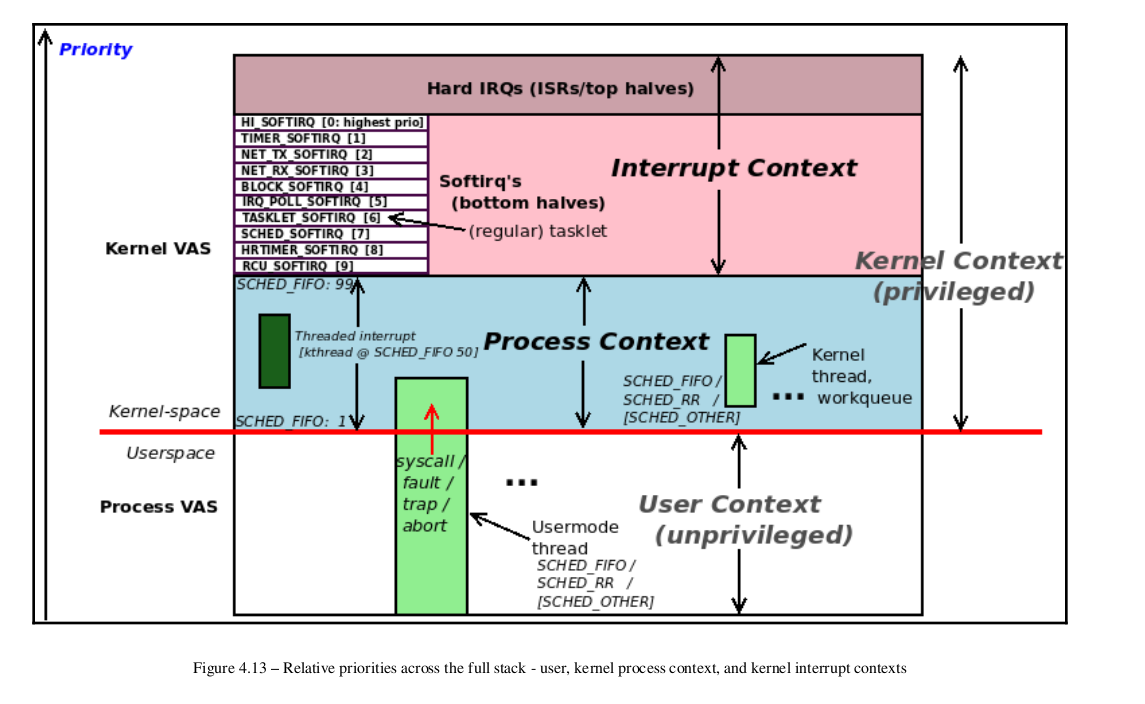 Priority
Hard IRQs (ISRs/top halves)
HI_SOFTIRQ [0: highest prio]
TIMER_SOFTIRQ [1]
NET_TX_SOFTIRQ [2]
NET_RX_SOFTIRQ [3]
BLOCK_SOFTIRQ [4]
IRQ_POLL_SOFTIRQ [5]
TASKLET_SOFTIRQ [6]
SCHED_SOFTIRQ [7]
HRTIMER_SOFTIRQ [8]
RCU_SOFTIRQ [9]
Softirq's
(bottom halves)
(regular) tasklet
Interrupt Context
Kernel VAS
Kernel Context
(privileged)
SCHED_FIFO: 99
Threaded interrupt
[kthread @ SCHED_FIFO 50]
Process Context
Kernel
thread,
workqueue
...
SCHED_FIFO /
SCHED_RR /
[SCHED_OTHER]
SCHED_FIFO: 1
Kernel-space
Userspace
Process VAS
syscall /
fault /
trap /
abort
...
Usermode
thread
SCHED_FIFO /
SCHED_RR /
[SCHED_OTHER]
User Context
(unprivileged)
Figure 4.13 – Relative priorities across the full stack - user, kernel process context, and kernel interrupt contexts